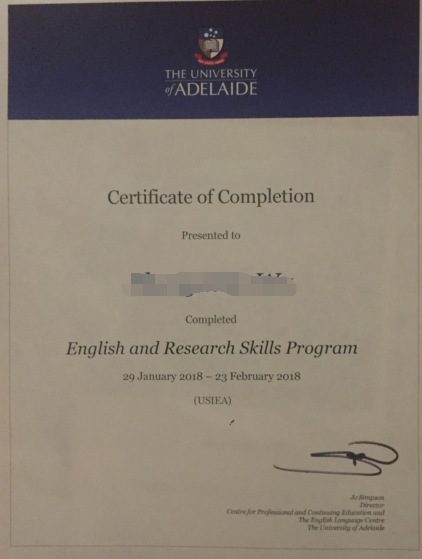 THE UNIVERSITY
of ADELAIDE
Certificate of Completion
Presented to
Completed
English and Research Skills Program
29 January 2018 – 23 February 2018
(USIEA)
Jo Simpson
Director
Centre for Professional and Continuing Education and
The English Language Centre
The University of Adelaide